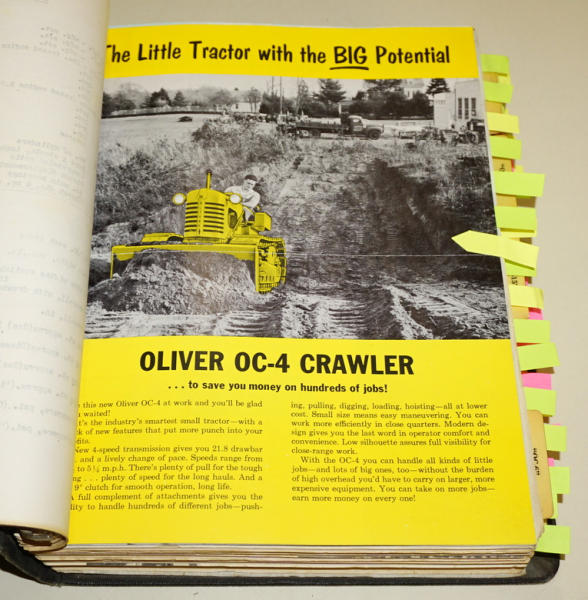 The Little Tractor with the BIG Potential
OLIVER OC-4 CRAWLER
... to save you money on hundreds of jobs!
this new Oliver OC-4 at work and you'll be glad
waited!
t's the industry's smartest small tractor—with a
of new features that put more punch into your
New 4-speed transmission gives you 21.8 drawbar
and a lively change of pace. Speeds range from
to 5¼ m.p.h. There's plenty of pull for the tough
... plenty of speed for the long hauls. And a
9" clutch for smooth operation, long life.
full complement of attachments gives you the
to handle hundreds of different jobs—push-
ing, pulling, digging, loading, hoisting—all at lower
cost. Small size means easy maneuvering. You can
work more efficiently in close quarters. Modern de-
sign gives you the last word in operator comfort and
convenience. Low silhouette assures full visibility for
close-range work.
With the OC-4 you can handle all kinds of little
jobs—and lots of big ones, too—without the burden
of high overhead you'd have to carry on larger, more
expensive equipment. You can take on more jobs—
earn more money on every one!